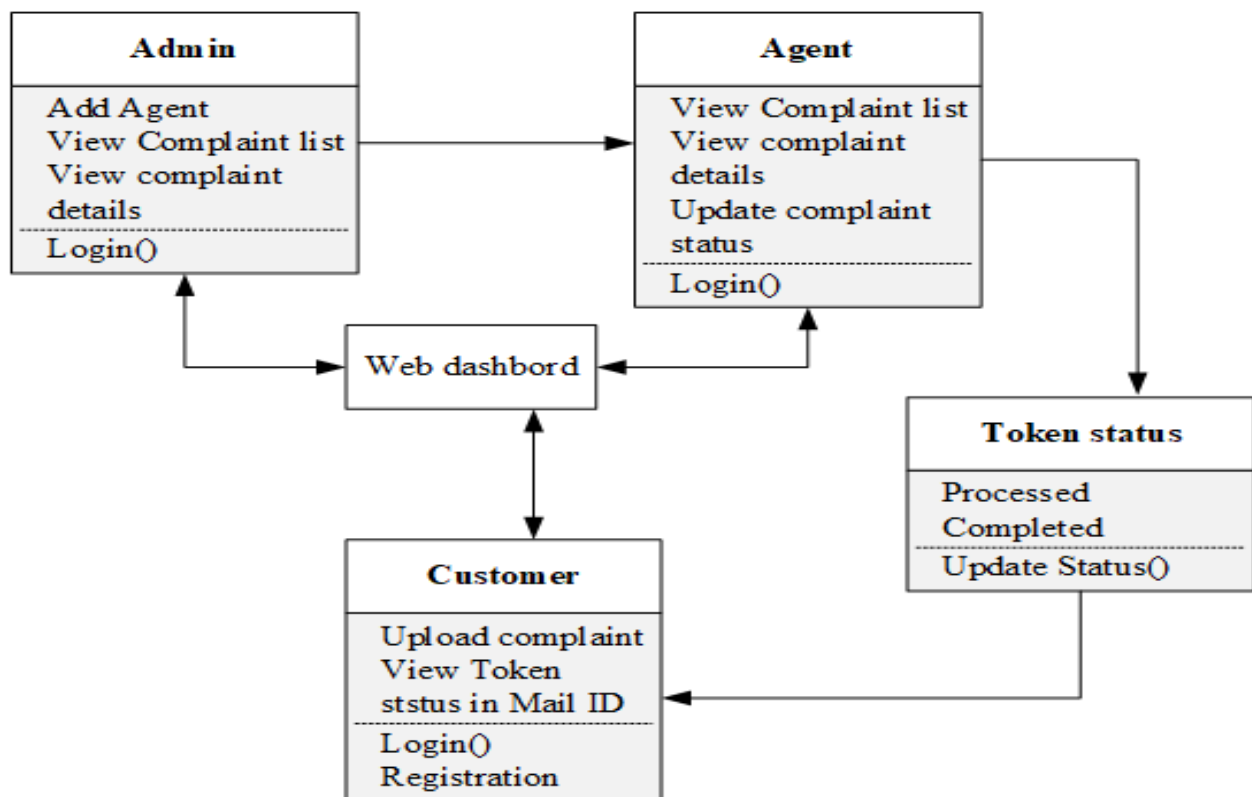 Admin
Add Agent
View Complaint list
View complaint
details
Login()
Agent
View Complaint list
View complaint
details
Update complaint
status
Login()
Web dashbord
Token status
Processed
Completed
Update Status()
Customer
Upload complaint
View Token
ststus in Mail ID
Login()
Registration